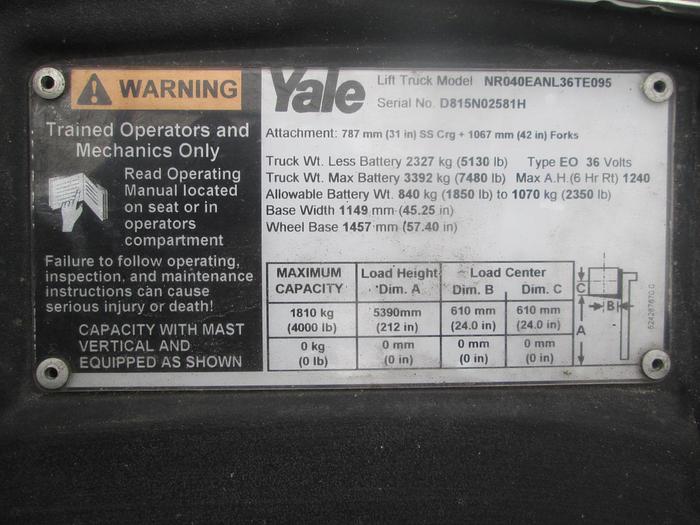 WARNING
Trained Operators and
Mechanics Only
Read Operating
Manual located
on seat or in
operators
compartment
Failure to follow operating,
inspection, and maintenance
instructions can cause
serious injury or death!
CAPACITY WITH MAST
VERTICAL AND
EQUIPPED AS SHOWN
Yale
Lift Truck Model NR040EANL36TE095
Serial No. D815N02581H
Attachment: 787 mm (31 in) SS Crg + 1067 mm (42 in) Forks
Truck Wt. Less Battery 2327 kg (5130 lb) Type EO 36 Volts
Truck Wt. Max Battery 3392 kg (7480 lb) Max A.H.(6 Hr Rt) 1240
Allowable Battery Wt. 840 kg (1850 lb) to 1070 kg (2350 lb)
Base Width 1149 mm (45.25 in)
Wheel Base 1457 mm (57.40 in)
MAXIMUM Load Height Load Center
CAPACITY Dim. A Dim. B Dim. C
1810 kg 5390mm 610 mm 610 mm
(4000 lb) (212 in) (24.0 in) (24.0 in)
0 kg 0 mm 0 mm 0 mm
(0 lb) (0 in) (0 in) (0 in)
C
B
A